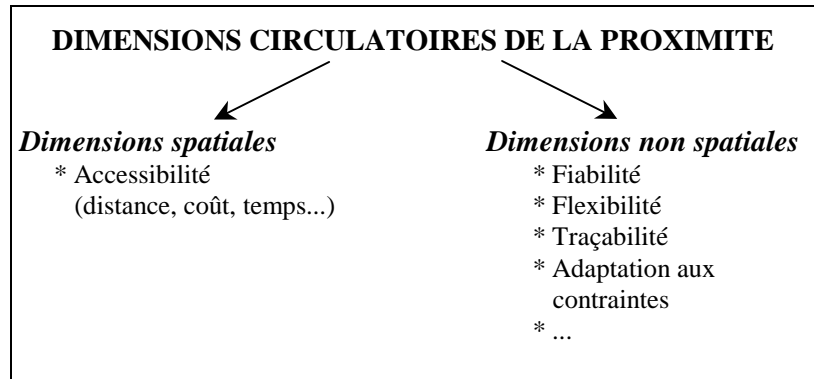 DIMENSIONS CIRCULATOIRES DE LA PROXIMITE
Dimensions spatiales
* Accessibilité
(distance, coût, temps...)
Dimensions non spatiales
* Fiabilité
* Flexibilité
* Traçabilité
* Adaptation aux
contraintes
* ...